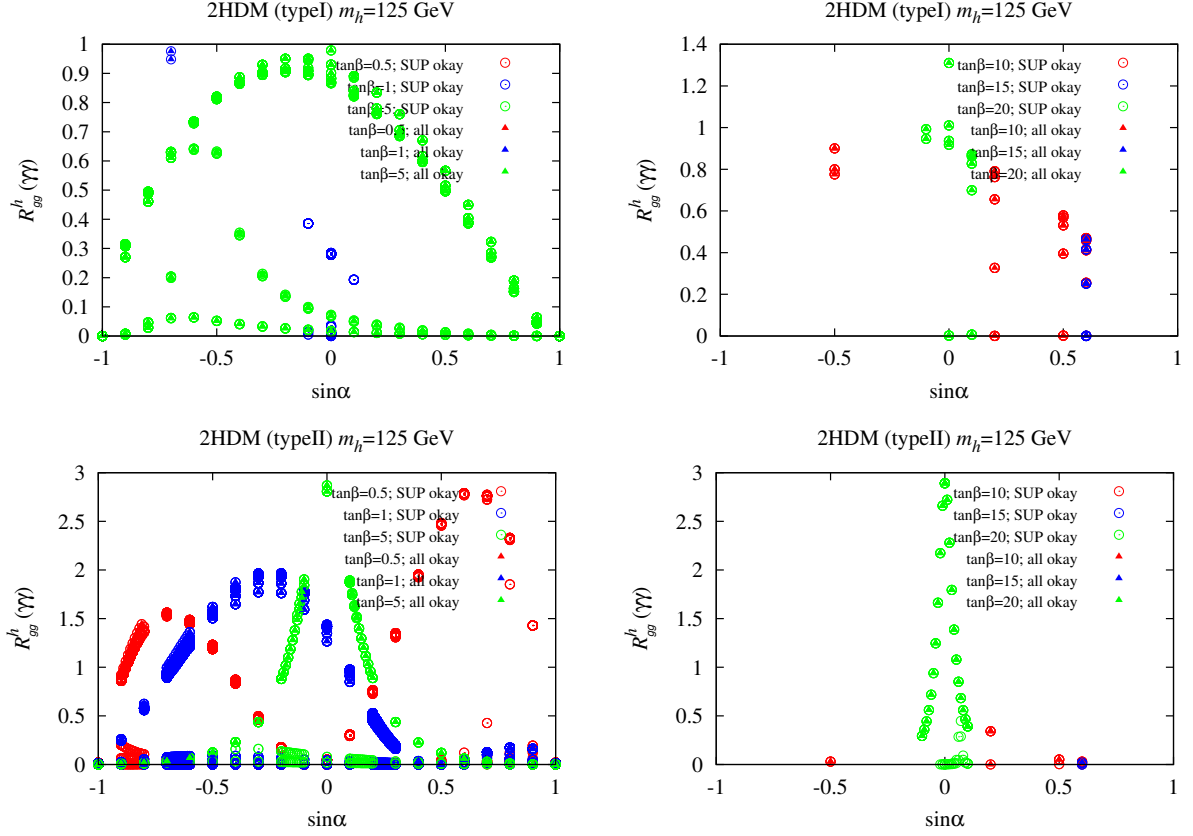 2HDM (typeI) m_h=125 GeV
R^h_gg (γγ)
1
0.9
0.8
0.7
0.6
0.5
0.4
0.3
0.2
0.1
0
-1
-0.5
0
0.5
1
sinα
tanβ=0.5; SUP okay
tanβ=1; SUP okay
tanβ=5; SUP okay
tanβ=0.5; all okay
tanβ=1; all okay
tanβ=5; all okay
2HDM (typeI) m_h=125 GeV
R^h_gg (γγ)
1.4
1.2
1
0.8
0.6
0.4
0.2
0
-1
-0.5
0
0.5
1
sinα
tanβ=10; SUP okay
tanβ=15; SUP okay
tanβ=20; SUP okay
tanβ=10; all okay
tanβ=15; all okay
tanβ=20; all okay
2HDM (typeII) m_h=125 GeV
R^h_gg (γγ)
3
2.5
2
1.5
1
0.5
0
-1
-0.5
0
0.5
1
sinα
tanβ=0.5; SUP okay
tanβ=1; SUP okay
tanβ=5; SUP okay
tanβ=0.5; all okay
tanβ=1; all okay
tanβ=5; all okay
2HDM (typeII) m_h=125 GeV
R^h_gg (γγ)
3
2.5
2
1.5
1
0.5
0
-1
-0.5
0
0.5
1
sinα
tanβ=10; SUP okay
tanβ=15; SUP okay
tanβ=20; SUP okay
tanβ=10; all okay
tanβ=15; all okay
tanβ=20; all okay